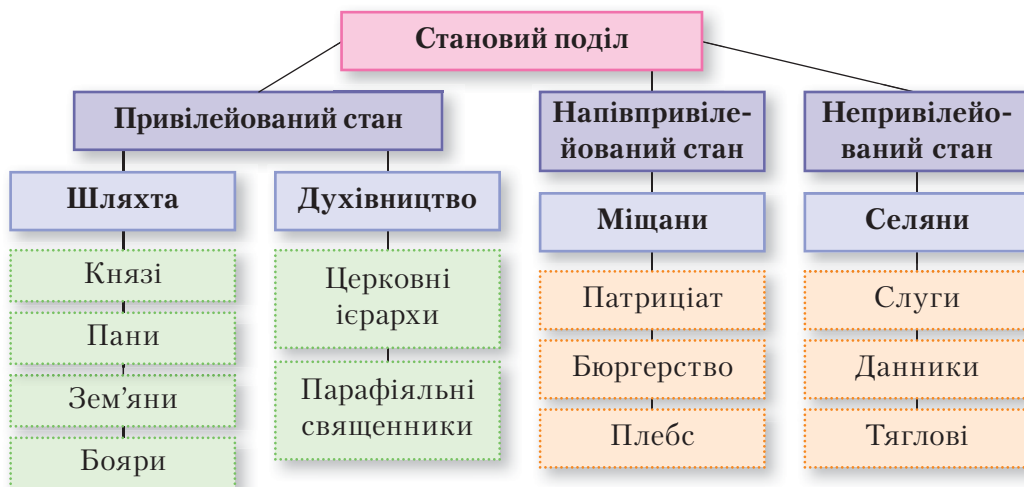 Становий поділ
Привілейований стан
Шляхта
Князі
Пани
Зем’яни
Бояри
Духівництво
Церковні
ієрархи
Парафіяльні
священники
Напівпривіле-
йований стан
Міщани
Патриціат
Бюргерство
Плебс
Непривілейо-
ваний стан
Селяни
Слуги
Данники
Тяглові